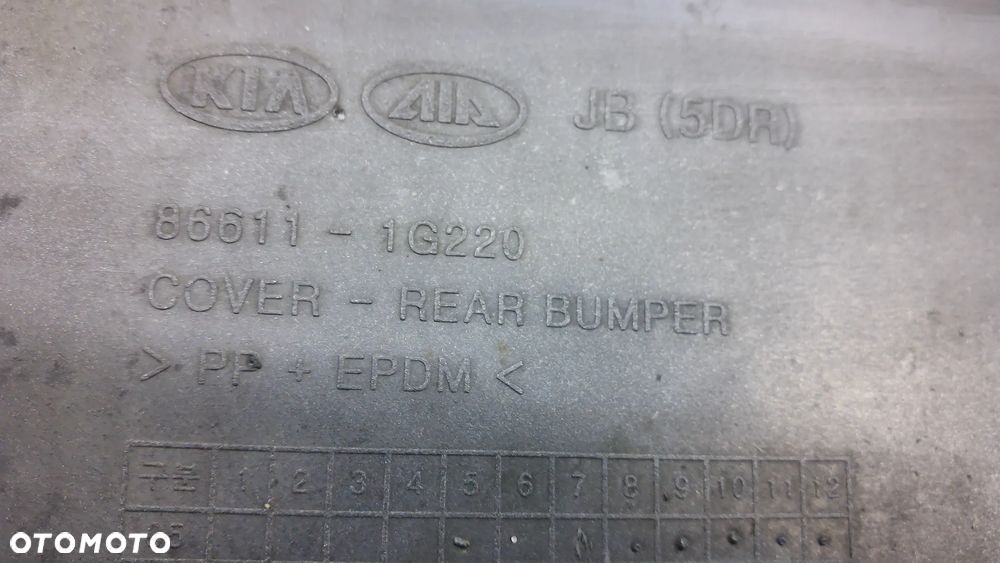 KIA AIA JB (5DR)
86611 - 1G220
COVER - REAR BUMPER
> PP + EPDM <
구분 1 2 3 4 5 6 7 8 9 10 11 12
OTOMOTO